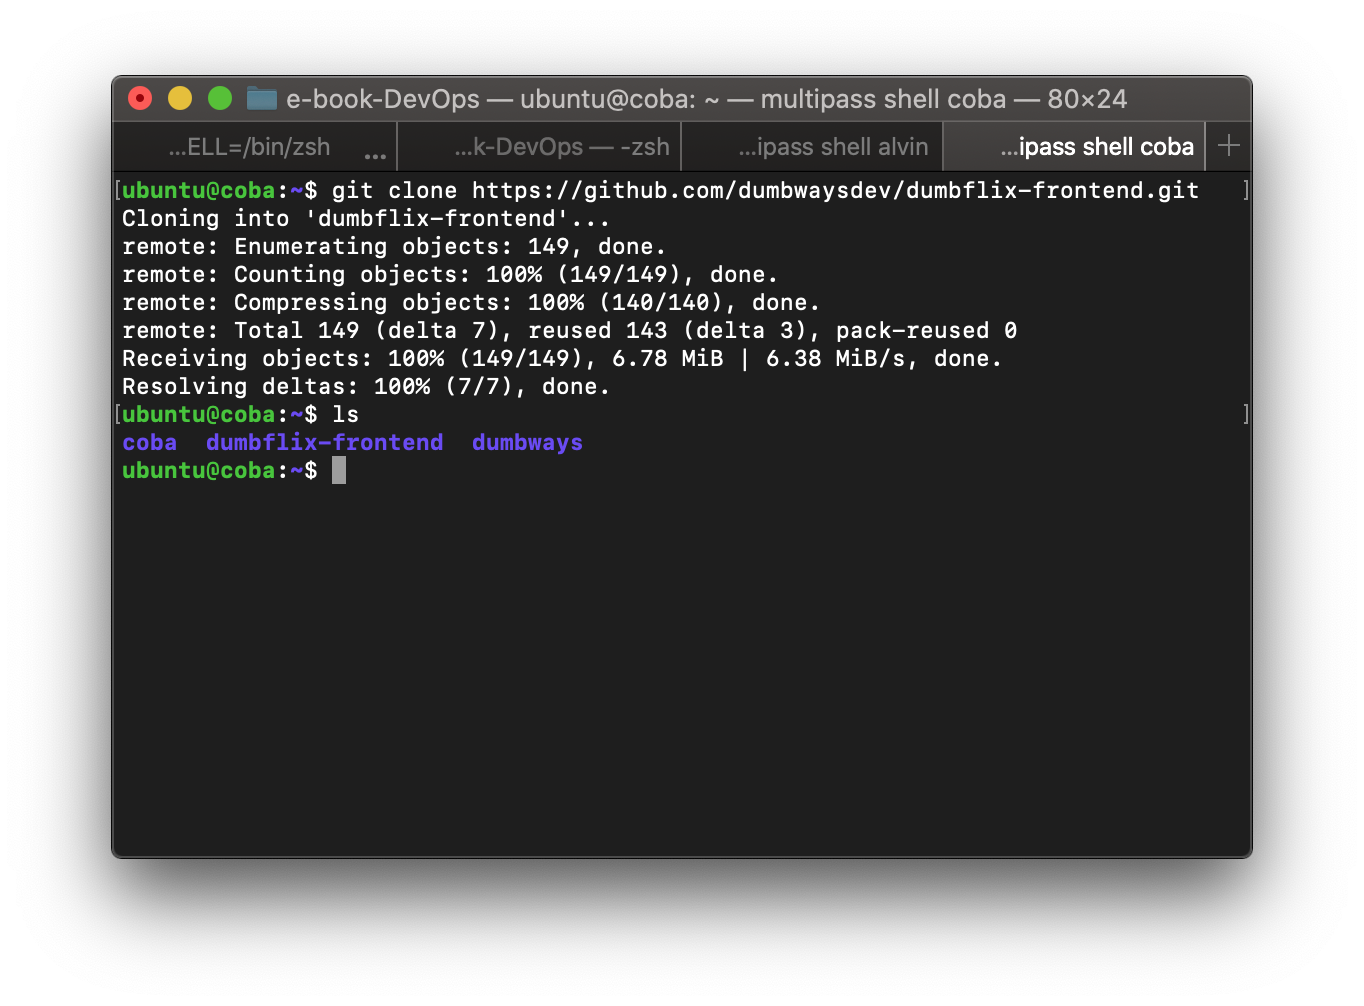 e-book-DevOps — ubuntu@coba: ~ — multipass shell coba — 80×24
...ELL=/bin/zsh ... ...k-DevOps — -zsh ...ipass shell alvin ...ipass shell coba +
[ubuntu@coba:~$ git clone https://github.com/dumbwaysdev/dumbflix-frontend.git ]
Cloning into 'dumbflix-frontend'...
remote: Enumerating objects: 149, done.
remote: Counting objects: 100% (149/149), done.
remote: Compressing objects: 100% (140/140), done.
remote: Total 149 (delta 7), reused 143 (delta 3), pack-reused 0
Receiving objects: 100% (149/149), 6.78 MiB | 6.38 MiB/s, done.
Resolving deltas: 100% (7/7), done.
[ubuntu@coba:~$ ls ]
coba  dumbflix-frontend  dumbways
ubuntu@coba:~$